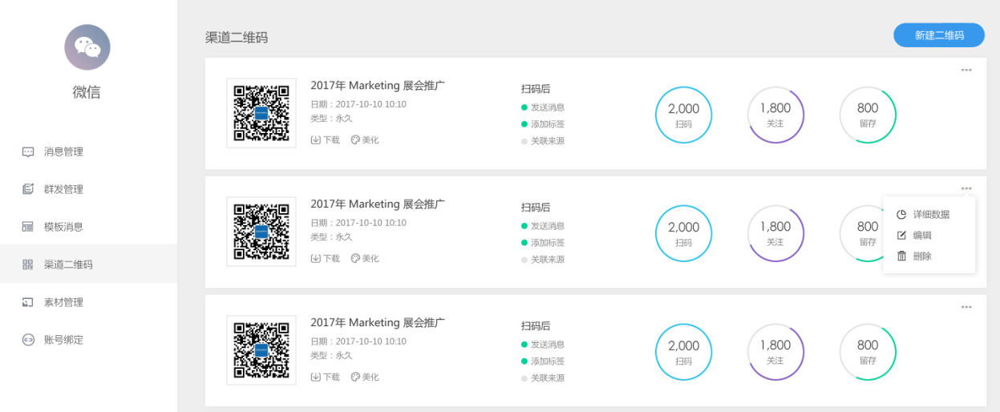 微信
消息管理
群发管理
模板消息
渠道二维码
素材管理
账号绑定
渠道二维码
新建二维码
2017年 Marketing 展会推广
日期：2017-10-10 10:10
类型：永久
下载 美化
扫码后
发送消息
添加标签
关联来源
2,000
扫码
1,800
关注
800
留存
2017年 Marketing 展会推广
日期：2017-10-10 10:10
类型：永久
下载 美化
扫码后
发送消息
添加标签
关联来源
2,000
扫码
1,800
关注
800
留存
详细数据
编辑
删除
2017年 Marketing 展会推广
日期：2017-10-10 10:10
类型：永久
下载 美化
扫码后
发送消息
添加标签
关联来源
2,000
扫码
1,800
关注
800
留存